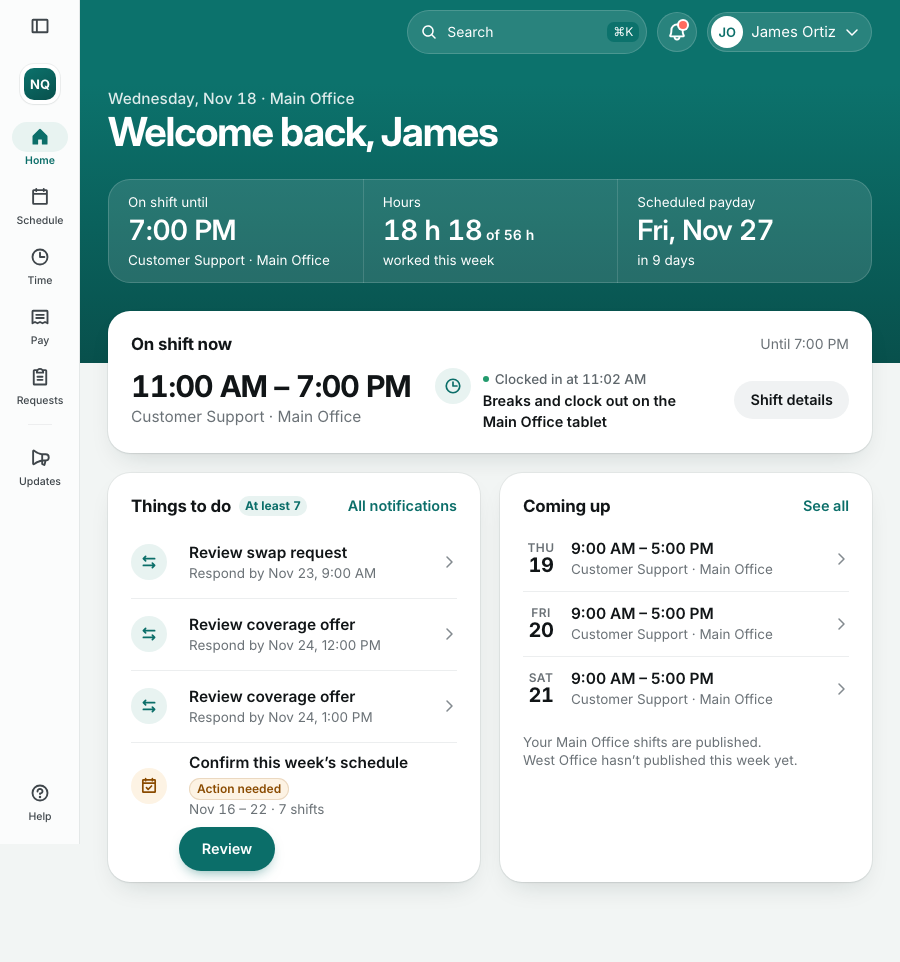 Search
⌘K
JO
James Ortiz
NQ
Home
Schedule
Time
Pay
Requests
Updates
Help
Wednesday, Nov 18 · Main Office
Welcome back, James
On shift until
7:00 PM
Customer Support · Main Office
Hours
18 h 18 of 56 h
worked this week
Scheduled payday
Fri, Nov 27
in 9 days
On shift now
Until 7:00 PM
11:00 AM – 7:00 PM
Customer Support · Main Office
Clocked in at 11:02 AM
Breaks and clock out on the
Main Office tablet
Shift details
Things to do
At least 7
All notifications
Review swap request
Respond by Nov 23, 9:00 AM
Review coverage offer
Respond by Nov 24, 12:00 PM
Review coverage offer
Respond by Nov 24, 1:00 PM
Confirm this week’s schedule
Action needed
Nov 16 – 22 · 7 shifts
Review
Coming up
See all
THU
19
9:00 AM – 5:00 PM
Customer Support · Main Office
FRI
20
9:00 AM – 5:00 PM
Customer Support · Main Office
SAT
21
9:00 AM – 5:00 PM
Customer Support · Main Office
Your Main Office shifts are published.
West Office hasn’t published this week yet.